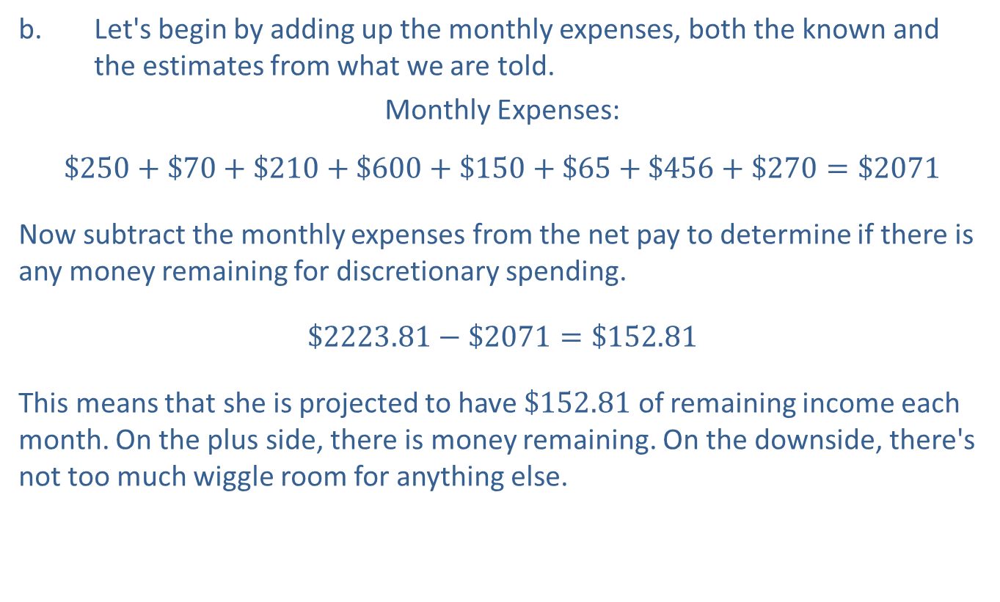 b. Let's begin by adding up the monthly expenses, both the known and
the estimates from what we are told.
Monthly Expenses:
$250 + $70 + $210 + $600 + $150 + $65 + $456 + $270 = $2071
Now subtract the monthly expenses from the net pay to determine if there is
any money remaining for discretionary spending.
$2223.81 − $2071 = $152.81
This means that she is projected to have $152.81 of remaining income each
month. On the plus side, there is money remaining. On the downside, there's
not too much wiggle room for anything else.